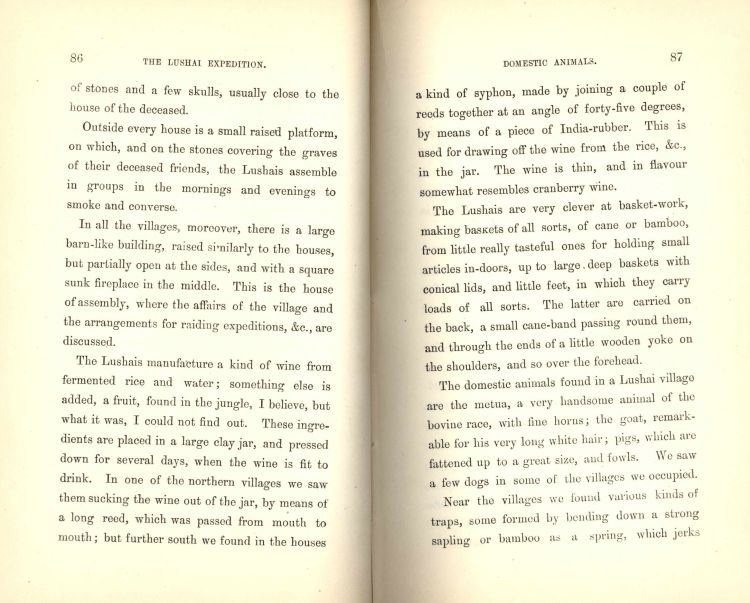 86
THE LUSHAI EXPEDITION.
of stones and a few skulls, usually close to the
house of the deceased.
Outside every house is a small raised platform,
on which, and on the stones covering the graves
of their deceased friends, the Lushais assemble
in groups in the mornings and evenings to
smoke and converse.
In all the villages, moreover, there is a large
barn-like building, raised similarly to the houses,
but partially open at the sides, and with a square
sunk fireplace in the middle. This is the house
of assembly, where the affairs of the village and
the arrangements for raiding expeditions, &c., are
discussed.
The Lushais manufacture a kind of wine from
fermented rice and water; something else is
added, a fruit, found in the jungle, I believe, but
what it was, I could not find out. These ingre-
dients are placed in a large clay jar, and pressed
down for several days, when the wine is fit to
drink. In one of the northern villages we saw
them sucking the wine out of the jar, by means of
a long reed, which was passed from mouth to
mouth; but further south we found in the houses
DOMESTIC ANIMALS.
87
a kind of syphon, made by joining a couple of
reeds together at an angle of forty-five degrees,
by means of a piece of India-rubber. This is
used for drawing off the wine from the rice, &c.,
in the jar. The wine is thin, and in flavour
somewhat resembles cranberry wine.
The Lushais are very clever at basket-work,
making baskets of all sorts, of cane or bamboo,
from little really tasteful ones for holding small
articles in-doors, up to large deep baskets with
conical lids, and little feet, in which they carry
loads of all sorts. The latter are carried on
the back, a small cane-band passing round them,
and through the ends of a little wooden yoke on
the shoulders, and so over the forehead.
The domestic animals found in a Lushai village
are the metua, a very handsome animal of the
bovine race, with fine horns; the goat, remark-
able for his very long white hair; pigs, which are
fattened up to a great size, and fowls. We saw
a few dogs in some of the villages we occupied.
Near the villages we found various kinds of
traps, some formed by bending down a strong
sapling or bamboo as a spring, which jerks